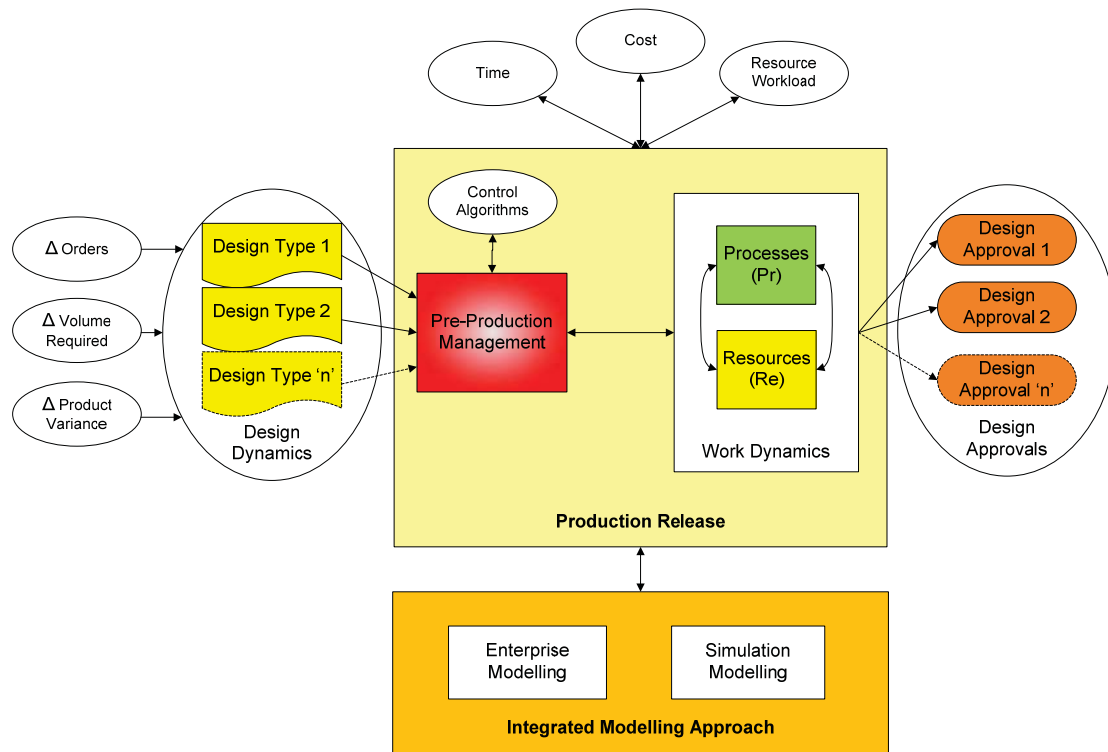 Cost
Time
Resource
Workload
Control
Algorithms
Δ Orders
Δ Volume
Required
Δ Product
Variance
Design Type 1
Design Type 2
Design Type ‘n’
Design
Dynamics
Pre-Production
Management
Processes
(Pr)
Resources
(Re)
Work Dynamics
Production Release
Design
Approval 1
Design
Approval 2
Design
Approval ‘n’
Design
Approvals
Enterprise
Modelling
Simulation
Modelling
Integrated Modelling Approach